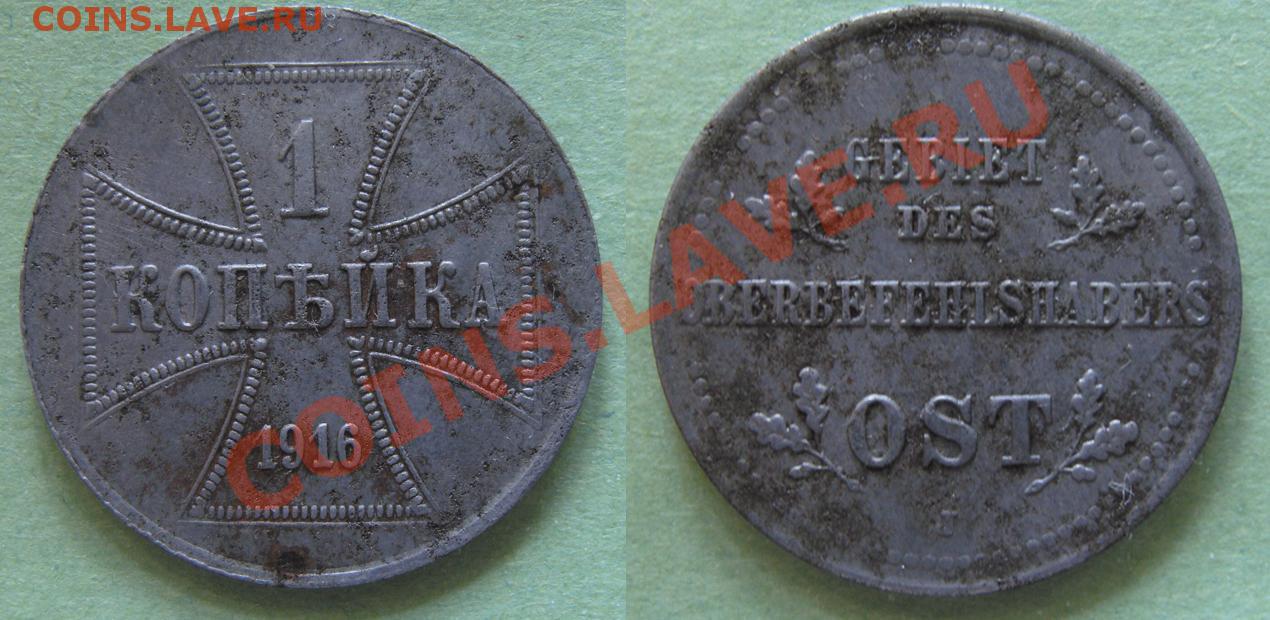 COINS.LAVE.RU
1
КОПѢЙКА
1916
GEBIET
DES
OBERBEFEHLSHABERS
OST
J
COINS.LAVE.RU